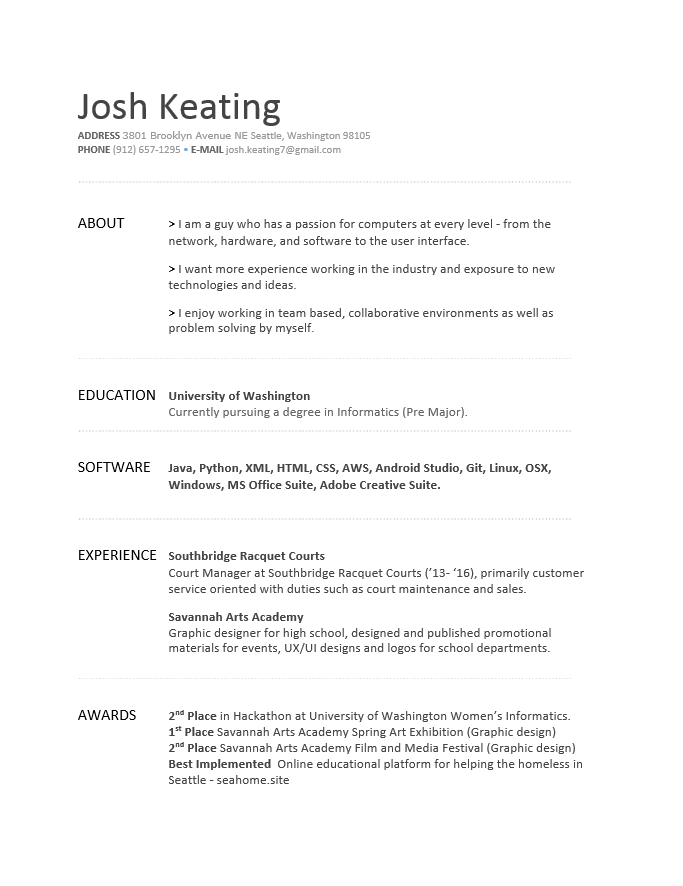 Josh Keating
ADDRESS 3801 Brooklyn Avenue NE Seattle, Washington 98105
PHONE (912) 657-1295 • E-MAIL josh.keating7@gmail.com
ABOUT
> I am a guy who has a passion for computers at every level - from the
network, hardware, and software to the user interface.
> I want more experience working in the industry and exposure to new
technologies and ideas.
> I enjoy working in team based, collaborative environments as well as
problem solving by myself.
EDUCATION
University of Washington
Currently pursuing a degree in Informatics (Pre Major).
SOFTWARE
Java, Python, XML, HTML, CSS, AWS, Android Studio, Git, Linux, OSX,
Windows, MS Office Suite, Adobe Creative Suite.
EXPERIENCE
Southbridge Racquet Courts
Court Manager at Southbridge Racquet Courts (’13- ‘16), primarily customer
service oriented with duties such as court maintenance and sales.
Savannah Arts Academy
Graphic designer for high school, designed and published promotional
materials for events, UX/UI designs and logos for school departments.
AWARDS
2nd Place in Hackathon at University of Washington Women’s Informatics.
1st Place Savannah Arts Academy Spring Art Exhibition (Graphic design)
2nd Place Savannah Arts Academy Film and Media Festival (Graphic design)
Best Implemented  Online educational platform for helping the homeless in
Seattle - seahome.site